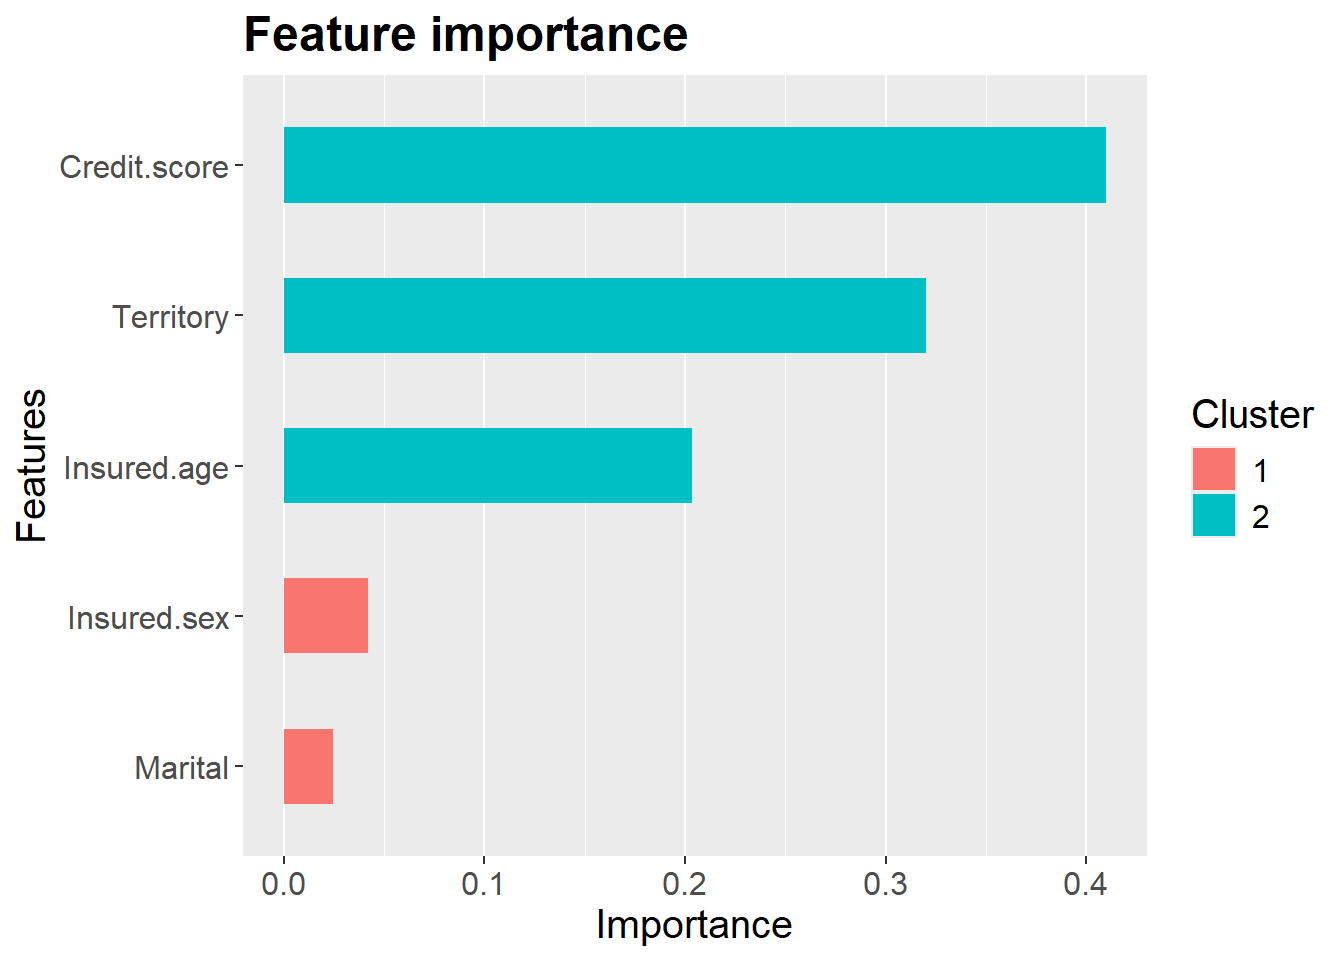 Feature importance
Credit.score
Territory
Insured.age
Insured.sex
Marital
Features
0.0 0.1 0.2 0.3 0.4
Importance
Cluster
1
2